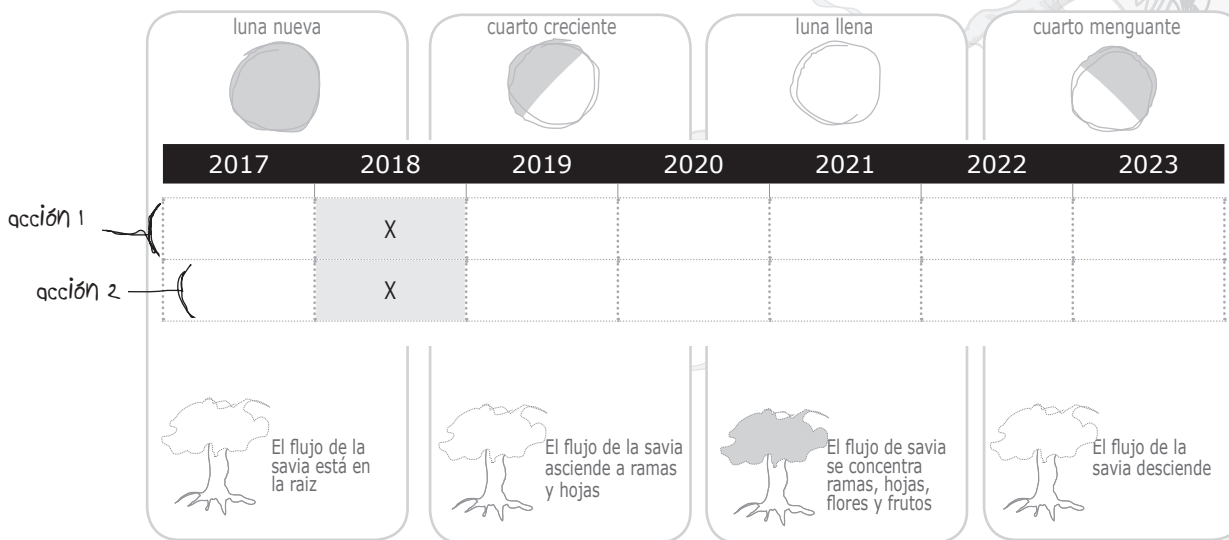 luna nueva
cuarto creciente
luna llena
cuarto menguante
2017 2018 2019 2020 2021 2022 2023
acción 1
X
acción 2
X
El flujo de la
savia está en
la raiz
El flujo de la savia
asciende a ramas
y hojas
El flujo de savia
se concentra
ramas, hojas,
flores y frutos
El flujo de la
savia desciende